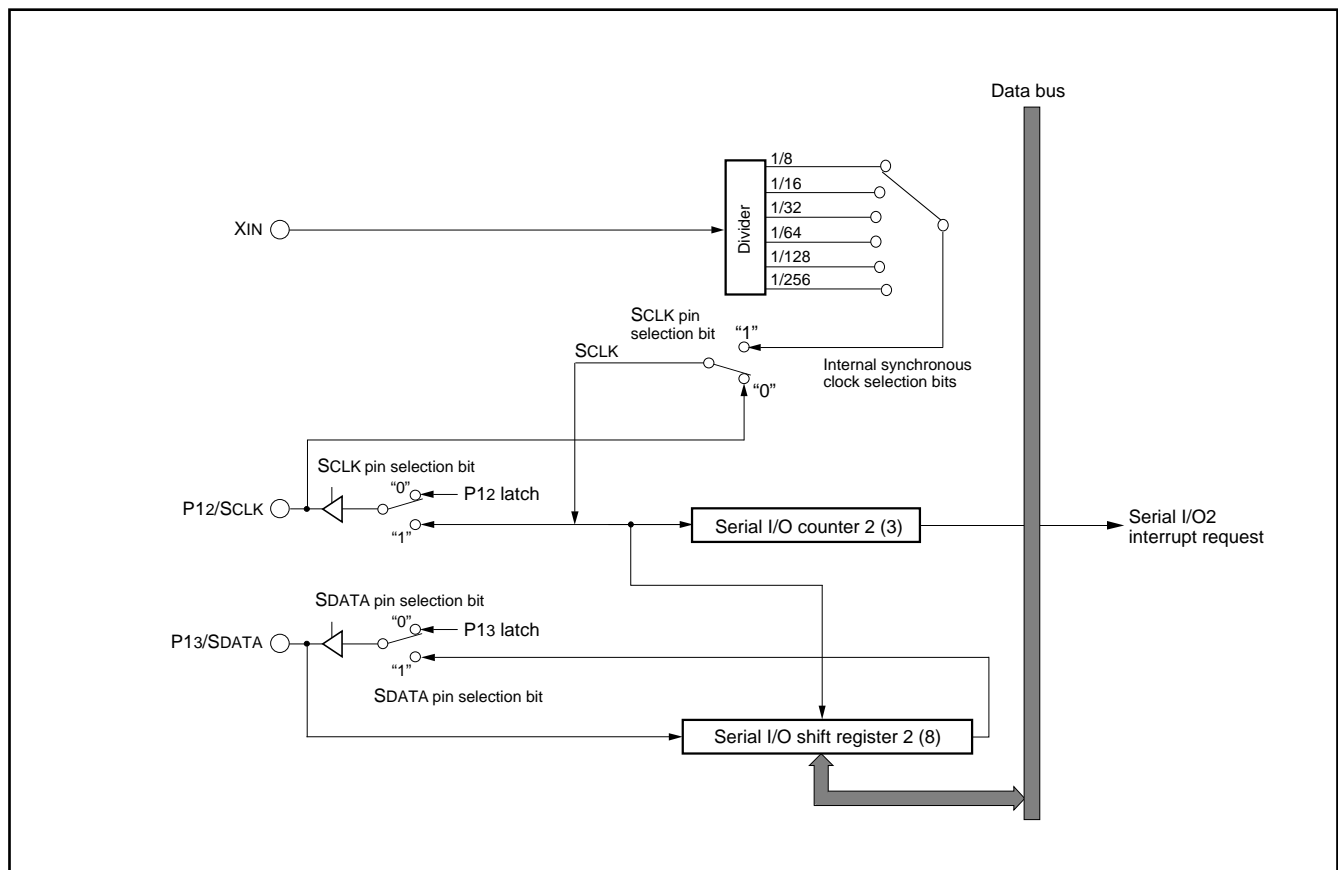 Data bus
1/8
1/16
1/32
1/64
1/128
1/256
Divider
XIN
SCLK pin
selection bit
“1”
SCLK
“0”
Internal synchronous
clock selection bits
SCLK pin selection bit
“0”
P12 latch
P12/SCLK
“1”
Serial I/O counter 2 (3)
Serial I/O2
interrupt request
SDATA pin selection bit
“0”
P13 latch
P13/SDATA
“1”
SDATA pin selection bit
Serial I/O shift register 2 (8)